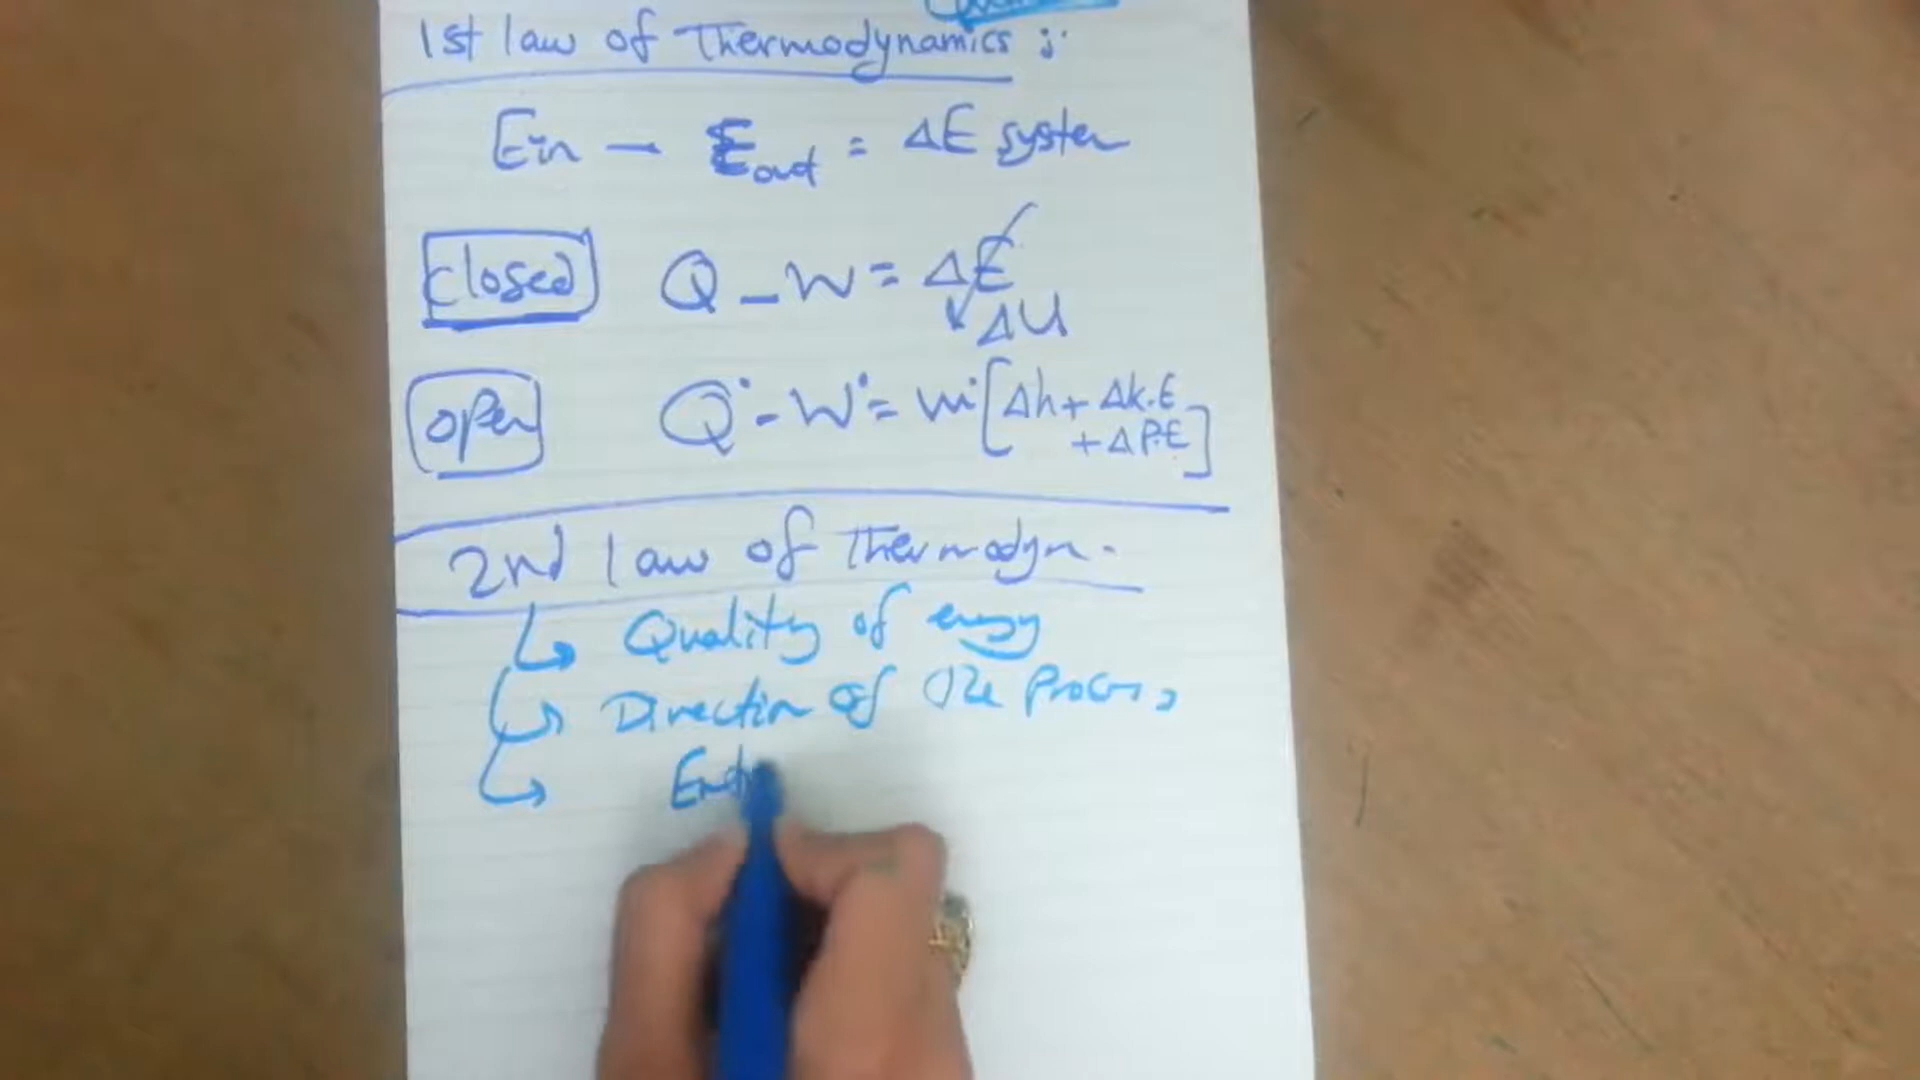 1st law of Thermodynamics :
Ein - Eout = ΔE system
closed Q - W = ΔE
ΔU
open Q̇ - Ẇ = ṁ [Δh + Δk.E
+ Δ P.E]
2nd law of Thermodyn.
Quality of energy
Direction of the process
Ent